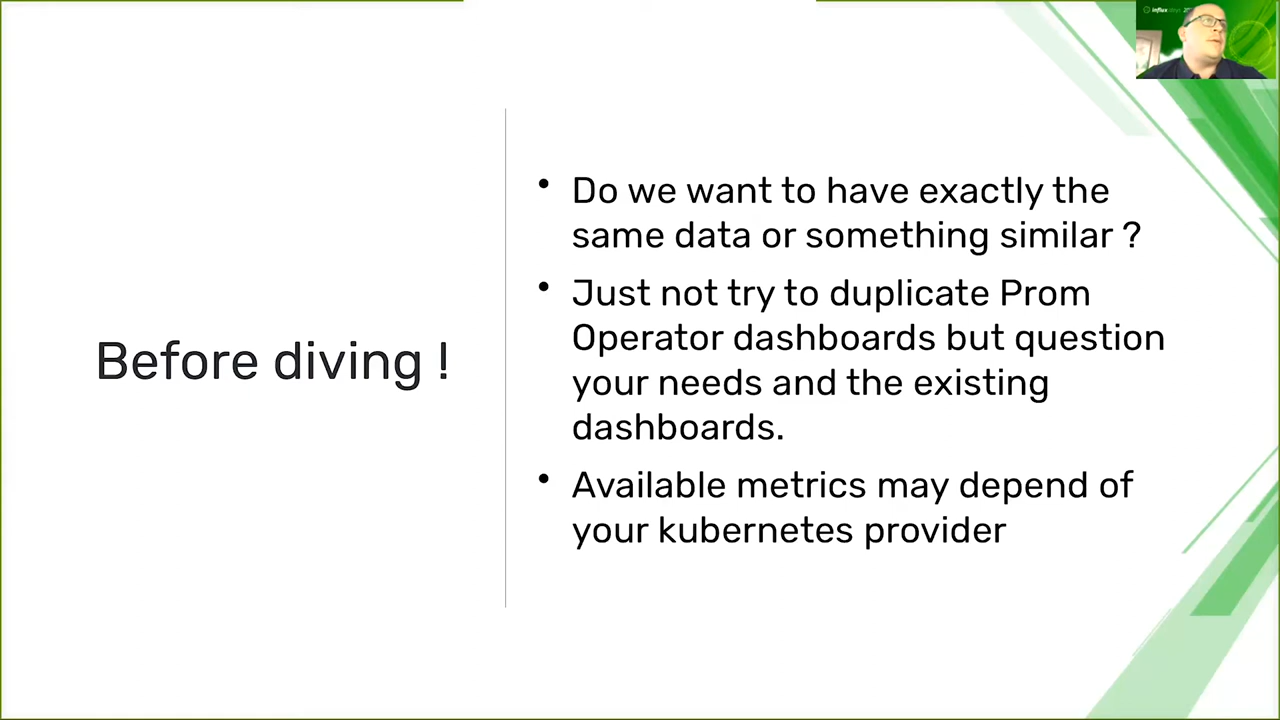 influx days
Before diving !
• Do we want to have exactly the
same data or something similar ?
• Just not try to duplicate Prom
Operator dashboards but question
your needs and the existing
dashboards.
• Available metrics may depend of
your kubernetes provider